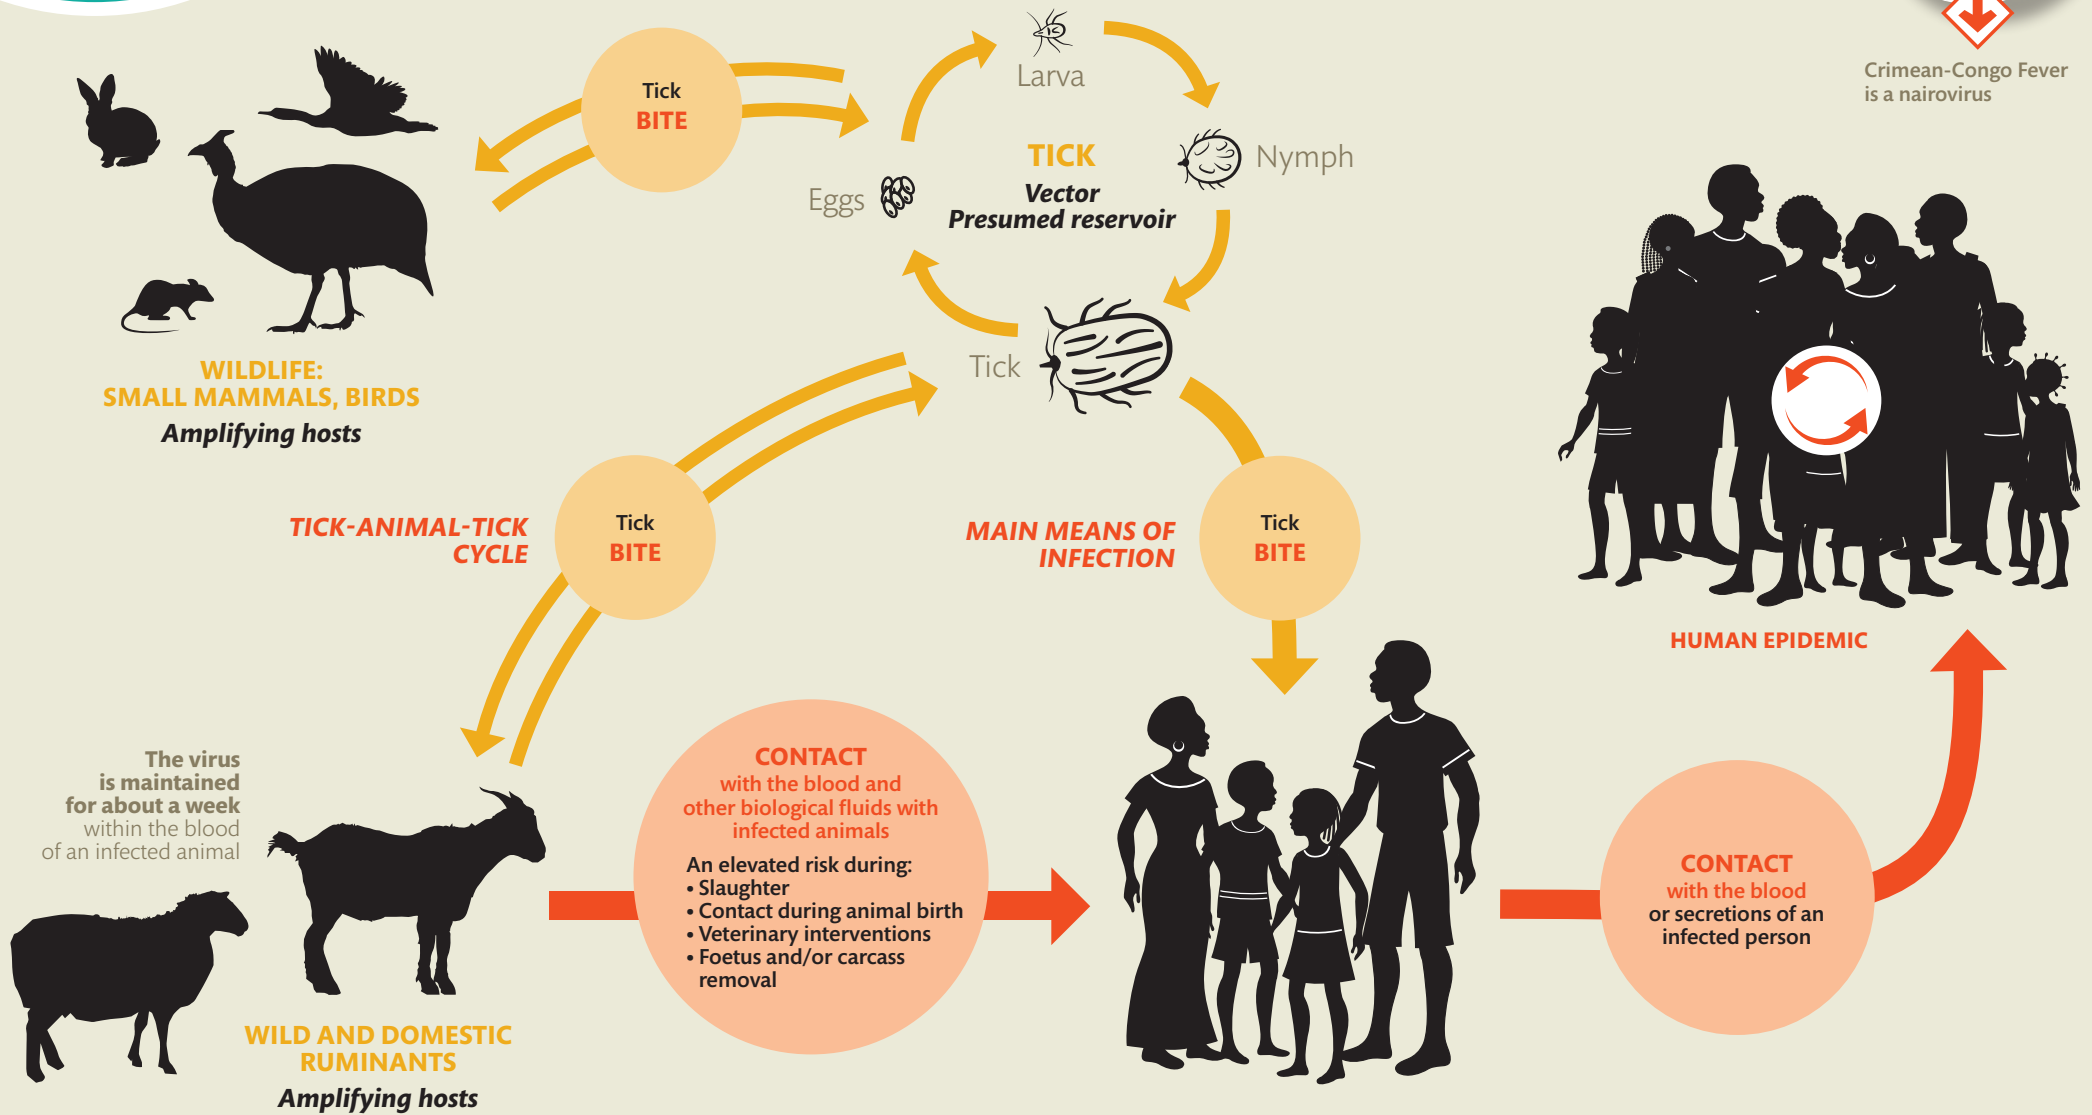 Crimean-Congo Fever
is a nairovirus
Tick
BITE
Larva
Nymph
Eggs
TICK
Vector
Presumed reservoir
Tick
WILDLIFE:
SMALL MAMMALS, BIRDS
Amplifying hosts
TICK-ANIMAL-TICK
CYCLE
Tick
BITE
MAIN MEANS OF
INFECTION
Tick
BITE
HUMAN EPIDEMIC
The virus
is maintained
for about a week
within the blood
of an infected animal
WILD AND DOMESTIC
RUMINANTS
Amplifying hosts
CONTACT
with the blood and
other biological fluids with
infected animals
An elevated risk during:
• Slaughter
• Contact during animal birth
• Veterinary interventions
• Foetus and/or carcass
removal
CONTACT
with the blood
or secretions of an
infected person